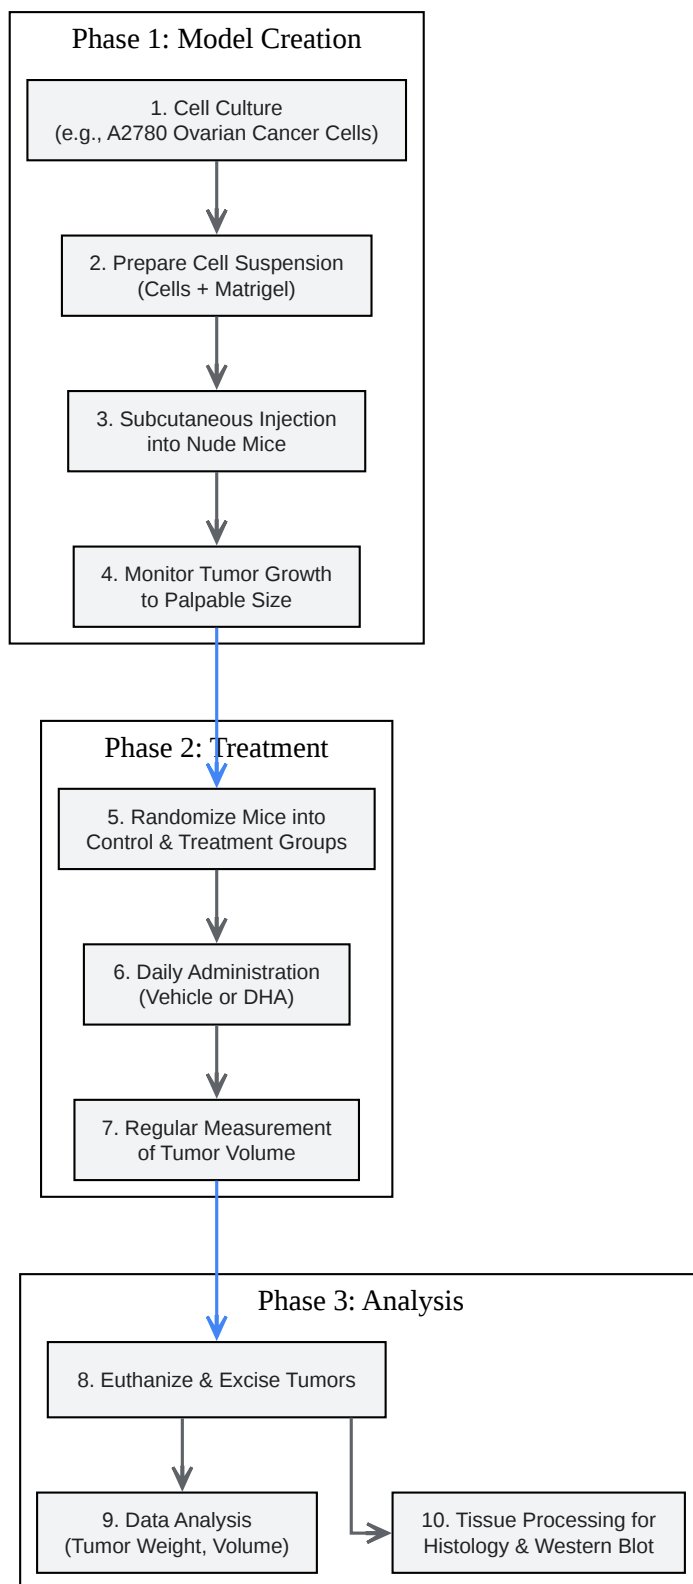 Phase 1: Model Creation
1. Cell Culture
(e.g., A2780 Ovarian Cancer Cells)
2. Prepare Cell Suspension
(Cells + Matrigel)
3. Subcutaneous Injection
into Nude Mice
4. Monitor Tumor Growth
to Palpable Size
Phase 2: Treatment
5. Randomize Mice into
Control & Treatment Groups
6. Daily Administration
(Vehicle or DHA)
7. Regular Measurement
of Tumor Volume
Phase 3: Analysis
8. Euthanize & Excise Tumors
9. Data Analysis
(Tumor Weight, Volume)
10. Tissue Processing for
Histology & Western Blot